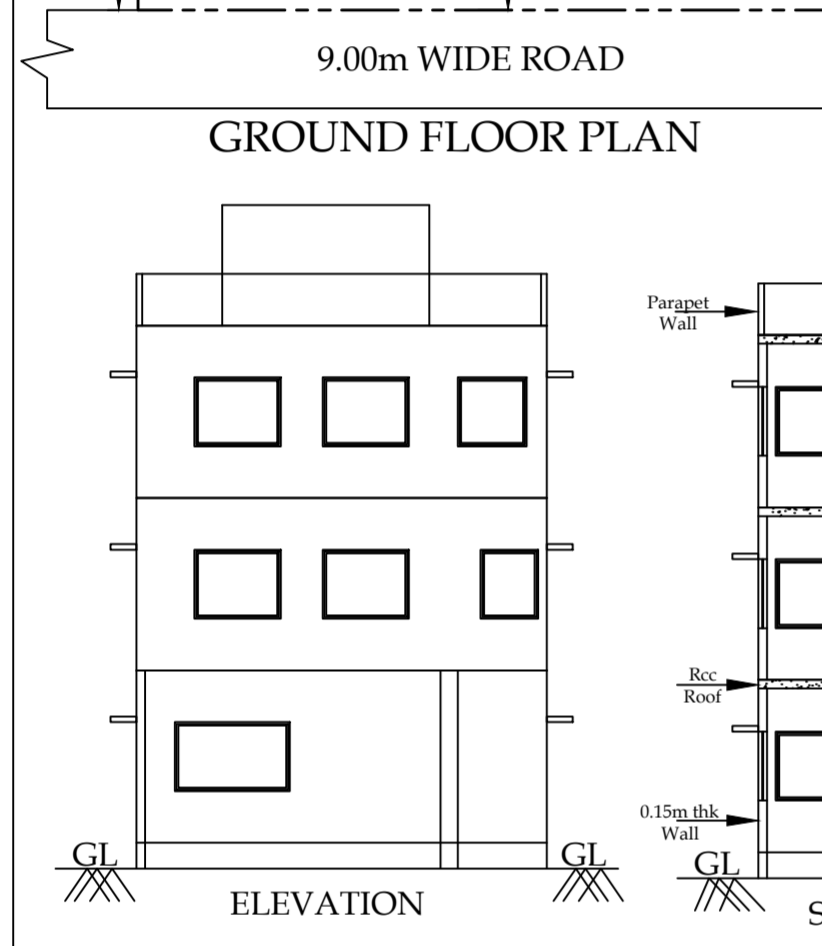 9.00m WIDE ROAD
GROUND FLOOR PLAN
Parapet
Wall
Rcc
Roof
0.15m thk
Wall
GL
GL
GL
ELEVATION
S